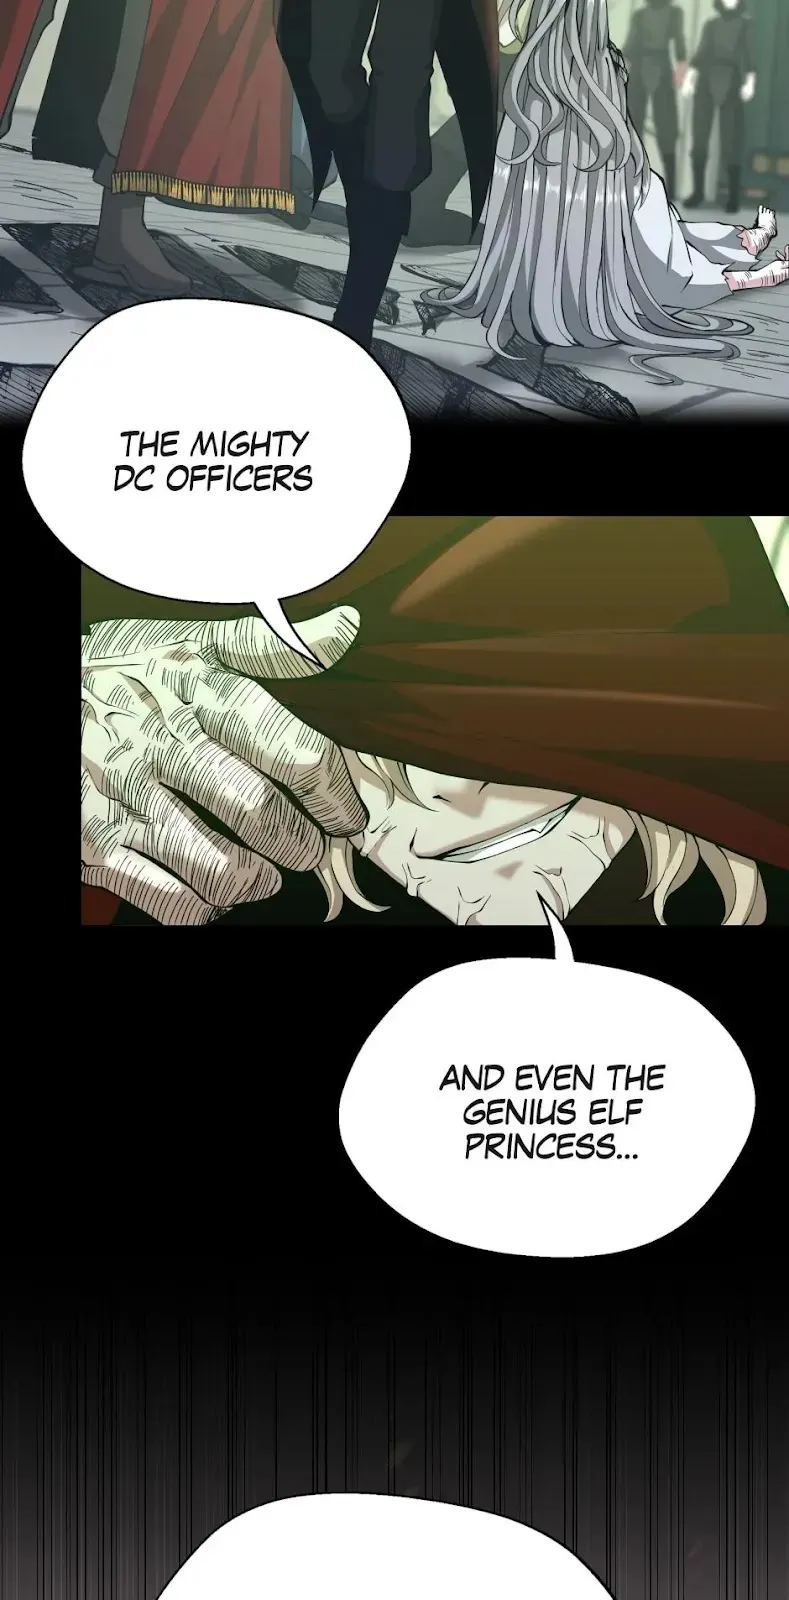 THE MIGHTY
DC OFFICERS
AND EVEN THE
GENIUS ELF
PRINCESS...